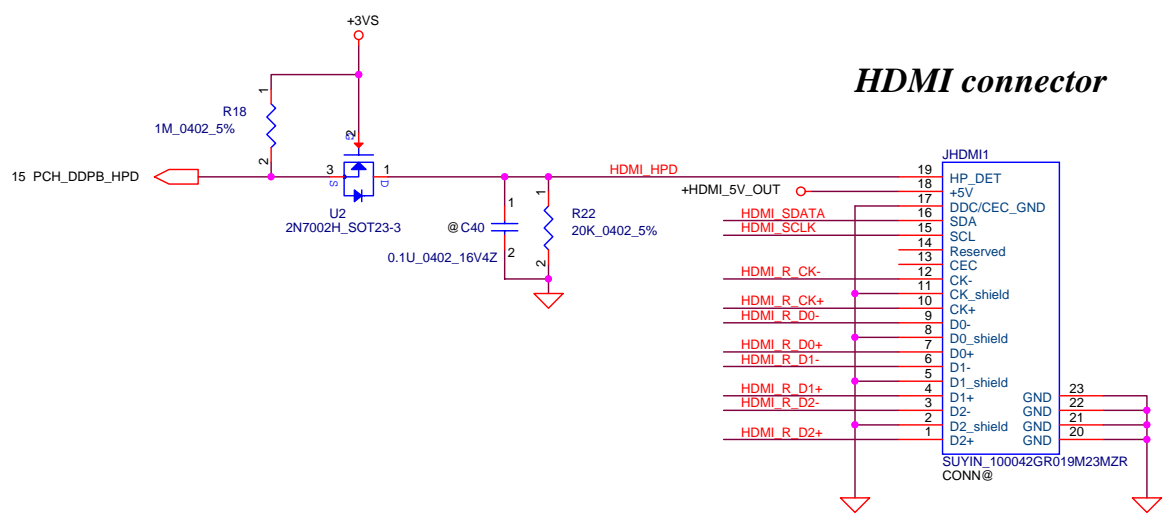 +3VS
HDMI connector
R18
1M_0402_5%
1
2
2
G
15 PCH_DDPB_HPD
3
1
S
D
U2
2N7002H_SOT23-3
HDMI_HPD
1
@ C40
2
0.1U_0402_16V4Z
1
R22
20K_0402_5%
2
JHDMI1
19 HP_DET
+HDMI_5V_OUT 18 +5V
17 DDC/CEC_GND
HDMI_SDATA 16 SDA
HDMI_SCLK 15 SCL
14 Reserved
13 CEC
HDMI_R_CK- 12 CK-
11 CK_shield
HDMI_R_CK+ 10 CK+
HDMI_R_D0- 9 D0-
8 D0_shield
HDMI_R_D0+ 7 D0+
HDMI_R_D1- 6 D1-
5 D1_shield
HDMI_R_D1+ 4 D1+ GND 23
HDMI_R_D2- 3 D2- GND 22
2 D2_shield GND 21
HDMI_R_D2+ 1 D2+ GND 20
SUYIN_100042GR019M23MZR
CONN@